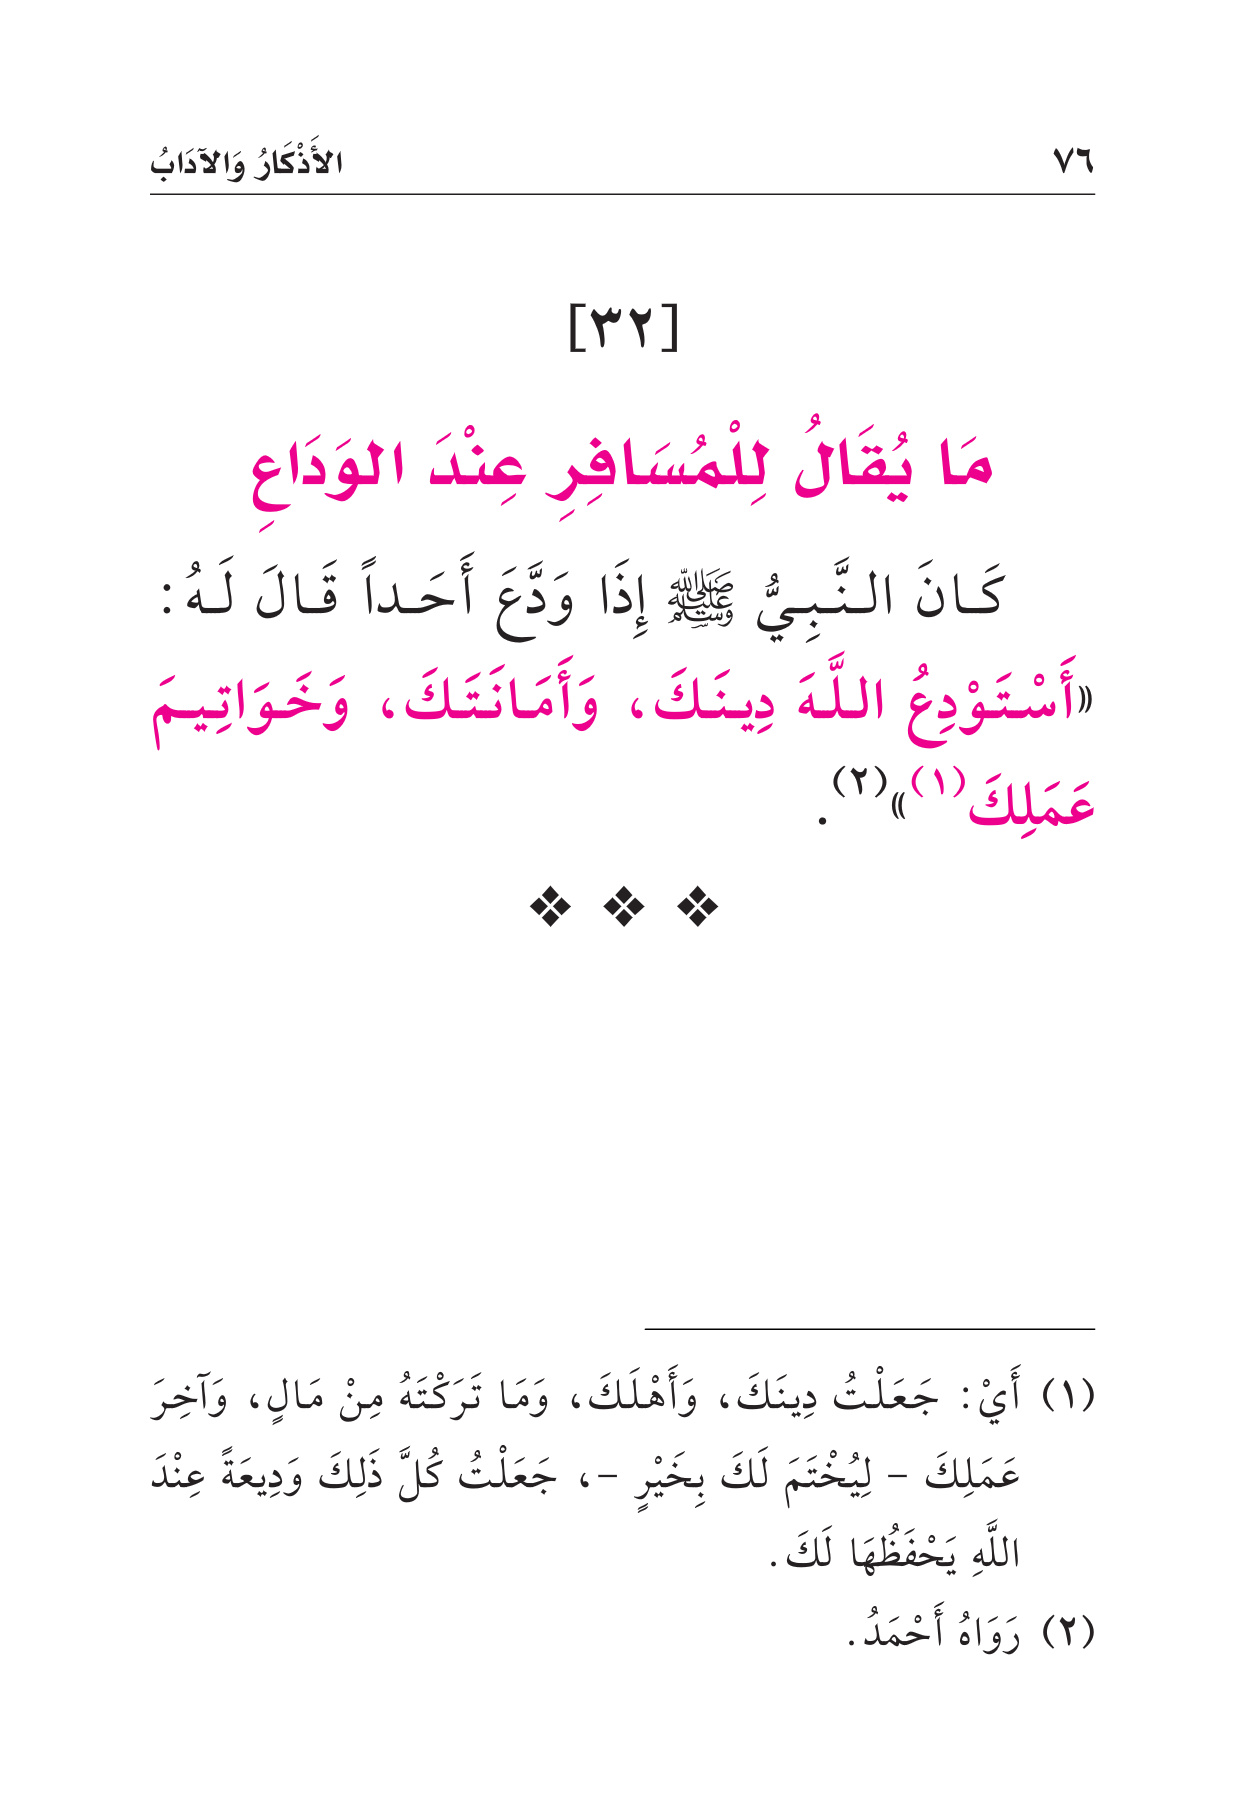 ٧٦ الأَذْكَارُ وَالآدَابُ
[٣٢]
مَا يُقَالُ لِلْمُسَافِرِ عِنْدَ الوَدَاعِ
كَانَ النَّبِيُّ ﷺ إِذَا وَدَّعَ أَحَداً قَالَ لَهُ:
«أَسْتَوْدِعُ اللَّهَ دِينَكَ، وَأَمَانَتَكَ، وَخَوَاتِيمَ
عَمَلِكَ(١)»(٢).
❖ ❖ ❖
(١) أَيْ: جَعَلْتُ دِينَكَ، وَأَهْلَكَ، وَمَا تَرَكْتَهُ مِنْ مَالٍ، وَآخِرَ
عَمَلِكَ – لِيُخْتَمَ لَكَ بِخَيْرٍ –، جَعَلْتُ كُلَّ ذَلِكَ وَدِيعَةً عِنْدَ
اللَّهِ يَحْفَظُهَا لَكَ.
(٢) رَوَاهُ أَحْمَدُ.